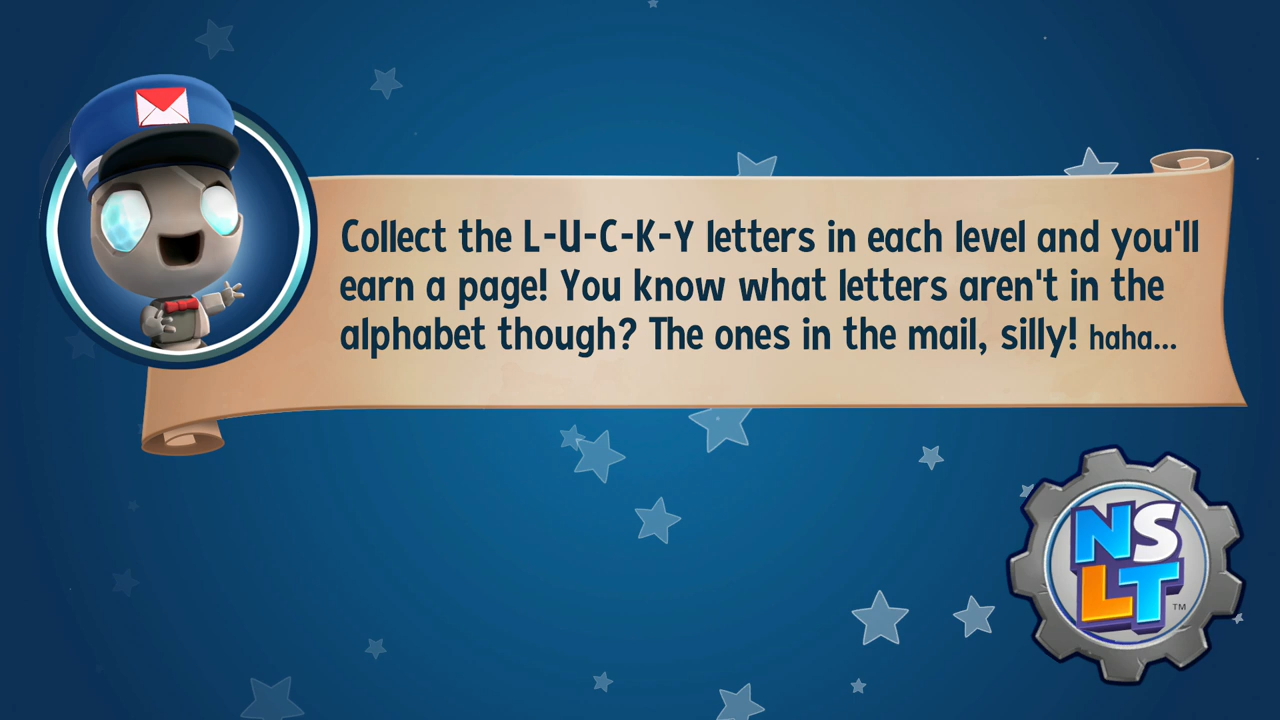 Collect the L-U-C-K-Y letters in each level and you'll
earn a page! You know what letters aren't in the
alphabet though? The ones in the mail, silly! haha...
NS
LT
TM